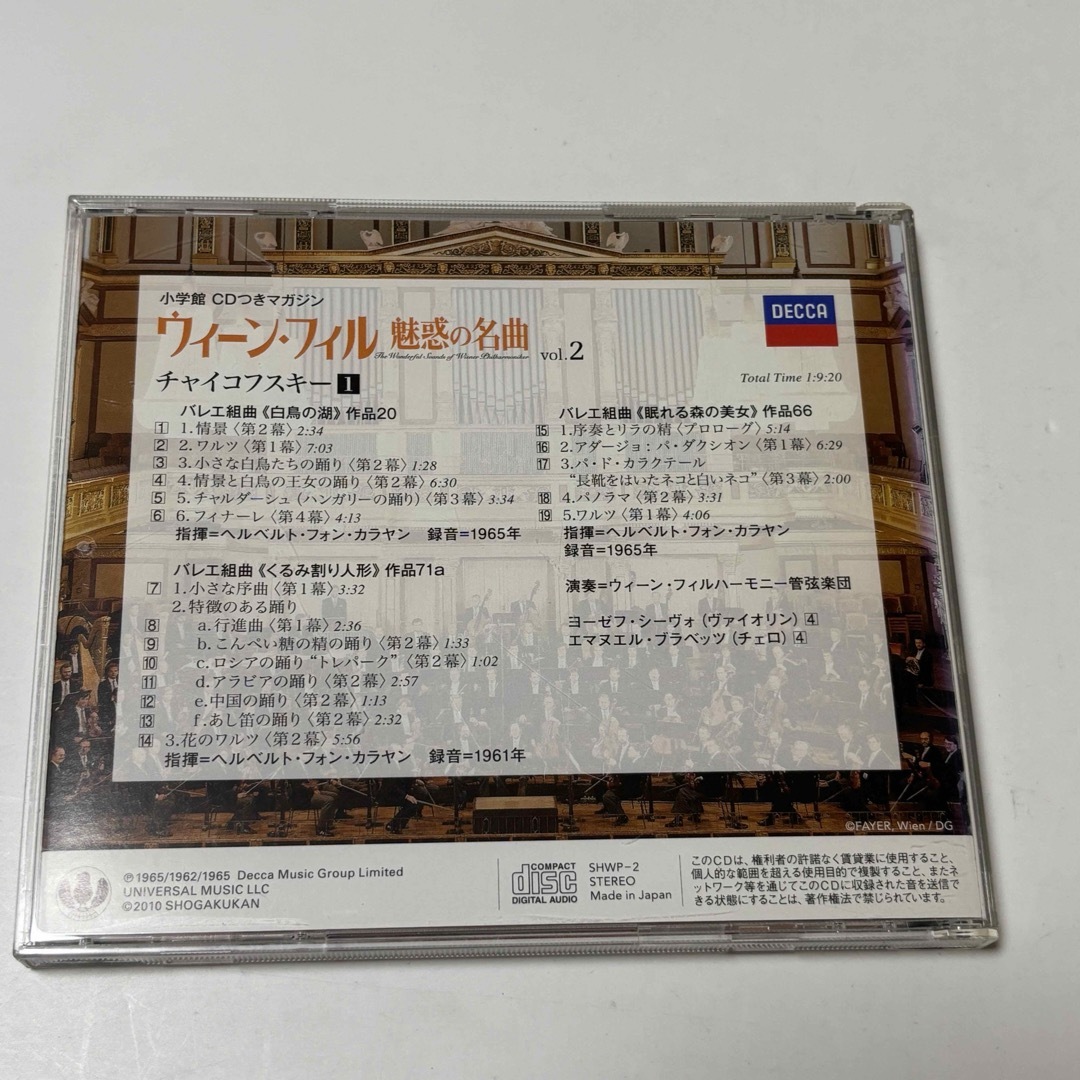 小学館 CDつきマガジン
ウィーン・フィル 魅惑の名曲 vol.2
The Wonderful Sounds of Wiener Philharmoniker
チャイコフスキー 1
DECCA
Total Time 1:9:20
バレエ組曲《白鳥の湖》作品20
1 1.情景〈第2幕〉2:34
2 2.ワルツ〈第1幕〉7:03
3 3.小さな白鳥たちの踊り〈第2幕〉1:28
4 4.情景と白鳥の王女の踊り〈第2幕〉6:30
5 5.チャルダーシュ(ハンガリーの踊り)〈第3幕〉3:34
6 6.フィナーレ〈第4幕〉4:13
指揮=ヘルベルト・フォン・カラヤン 録音=1965年
バレエ組曲《くるみ割り人形》作品71a
7 1.小さな序曲〈第1幕〉3:32
2.特徴のある踊り
8 a.行進曲〈第1幕〉2:36
9 b.こんぺい糖の精の踊り〈第2幕〉1:33
10 c.ロシアの踊り“トレパーク”〈第2幕〉1:02
11 d.アラビアの踊り〈第2幕〉2:57
12 e.中国の踊り〈第2幕〉1:13
13 f.あし笛の踊り〈第2幕〉2:32
14 3.花のワルツ〈第2幕〉5:56
指揮=ヘルベルト・フォン・カラヤン 録音=1961年
バレエ組曲《眠れる森の美女》作品66
15 1.序奏とリラの精〈プロローグ〉5:14
16 2.アダージョ:パ・ダクシオン〈第1幕〉6:29
17 3.パ・ド・カラクテール
“長靴をはいたネコと白いネコ”〈第3幕〉2:00
18 4.パノラマ〈第2幕〉3:31
19 5.ワルツ〈第1幕〉4:06
指揮=ヘルベルト・フォン・カラヤン
録音=1965年
演奏=ウィーン・フィルハーモニー管弦楽団
ヨーゼフ・シーヴォ(ヴァイオリン)4
エマヌエル・ブラベッツ(チェロ)4
©FAYER, Wien / DG
℗1965/1962/1965 Decca Music Group Limited
UNIVERSAL MUSIC LLC
©2010 SHOGAKUKAN
COMPACT
disc
DIGITAL AUDIO
SHWP-2
STEREO
Made in Japan
このCDは、権利者の許諾なく賃貸業に使用すること、
個人的な範囲を超える使用目的で複製すること、またネ
ットワーク等を通じてこのCDに収録された音を送信で
きる状態にすることは、著作権法で禁じられています。